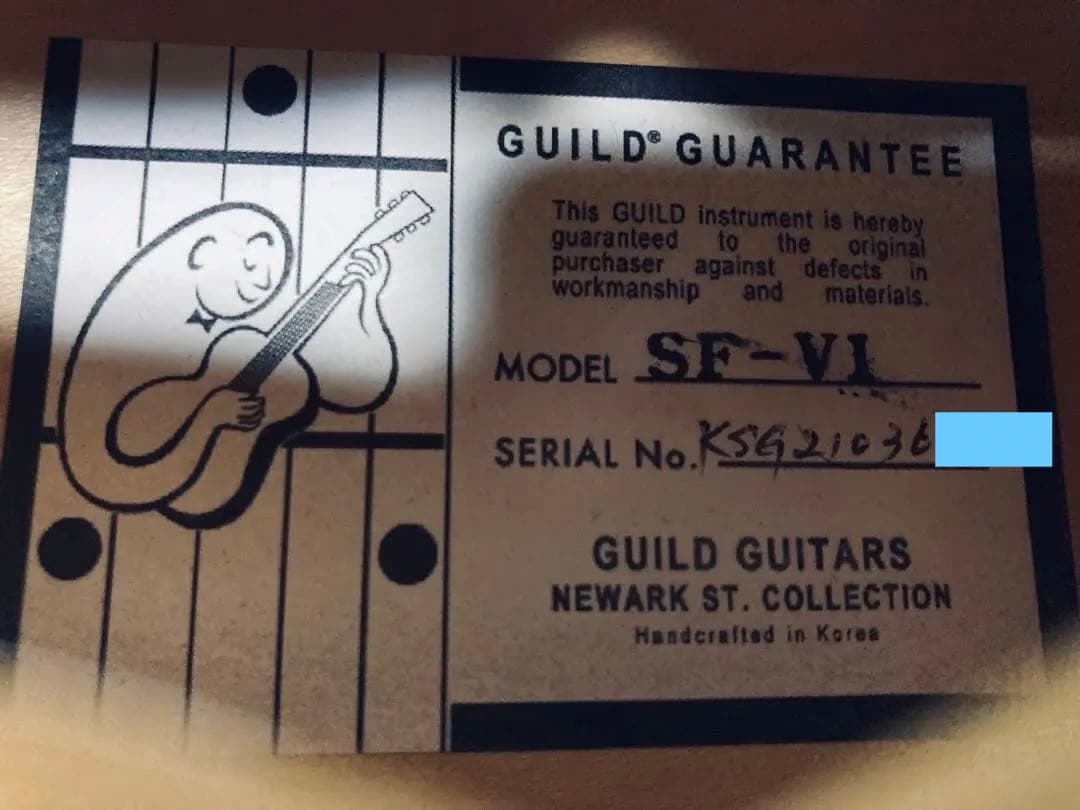 GUILD® GUARANTEE
This GUILD instrument is hereby
guaranteed to the original
purchaser against defects in
workmanship and materials.
MODEL SF-VI
SERIAL No. KSG21036
GUILD GUITARS
NEWARK ST. COLLECTION
Handcrafted in Korea